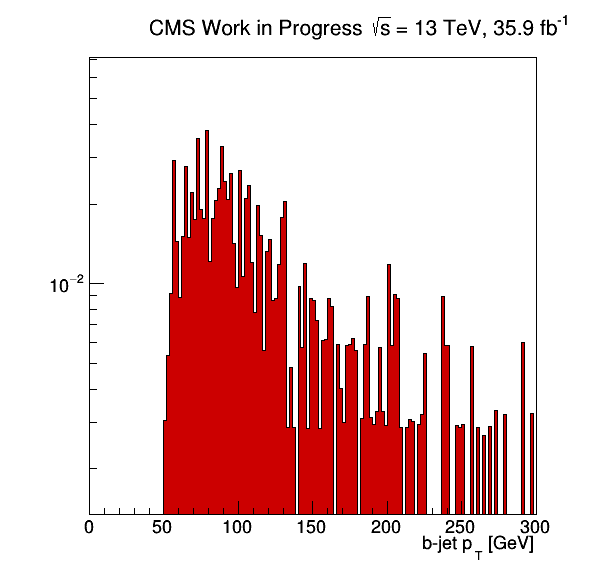 CMS Work in Progress √s = 13 TeV, 35.9 fb⁻¹
10⁻²
0 50 100 150 200 250 300
b-jet p_T [GeV]